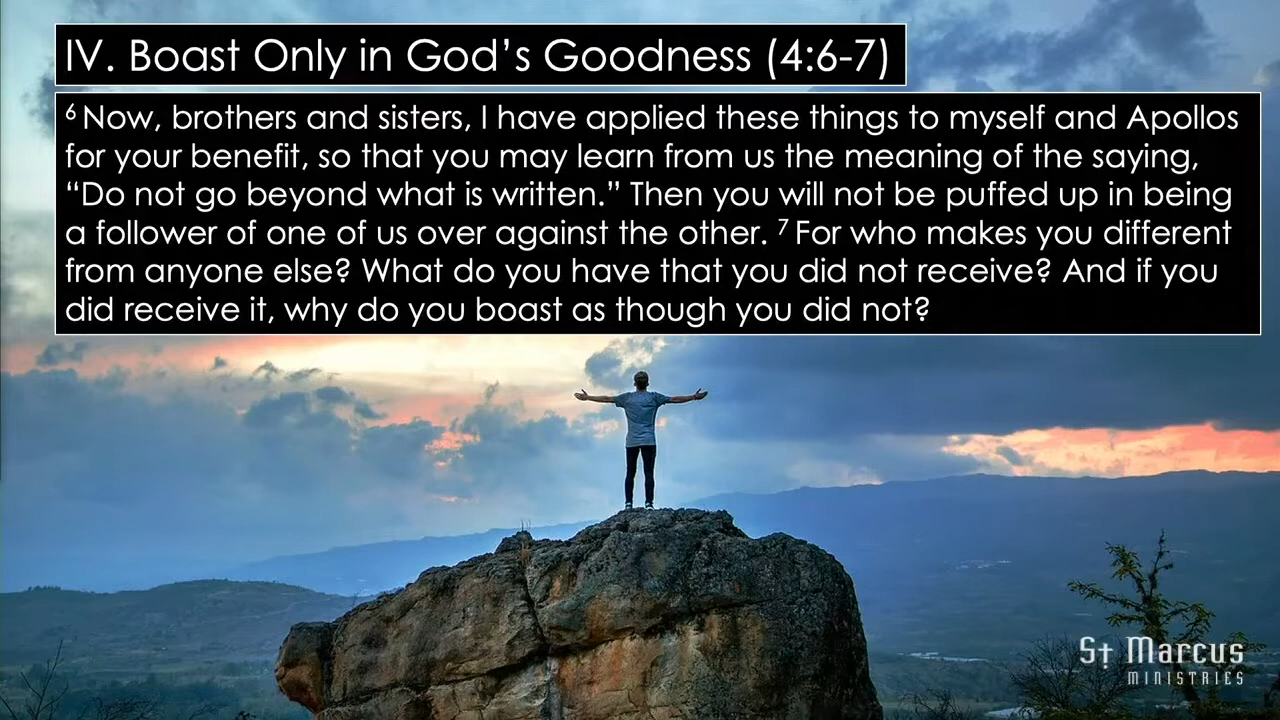 IV. Boast Only in God’s Goodness (4:6-7)
⁶ Now, brothers and sisters, I have applied these things to myself and Apollos
for your benefit, so that you may learn from us the meaning of the saying,
“Do not go beyond what is written.” Then you will not be puffed up in being
a follower of one of us over against the other. ⁷ For who makes you different
from anyone else? What do you have that you did not receive? And if you
did receive it, why do you boast as though you did not?
St Marcus
MINISTRIES